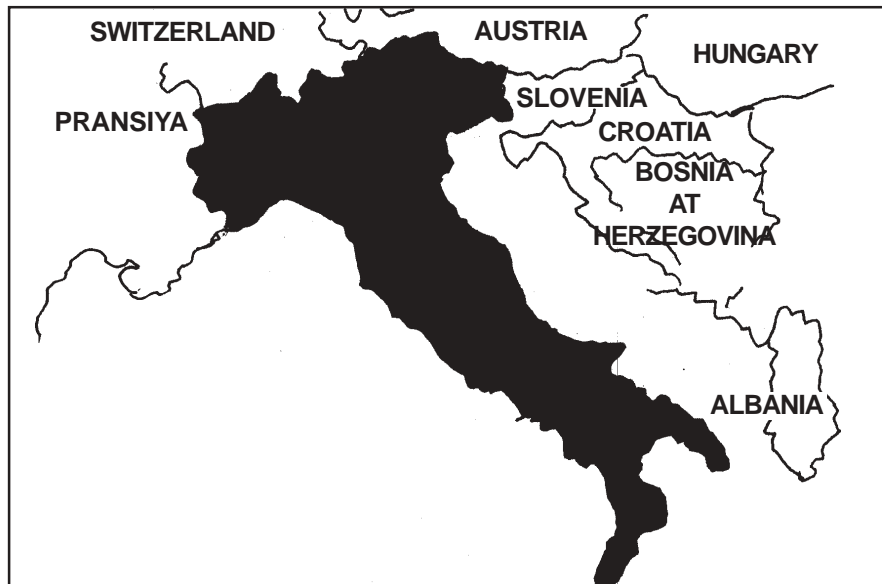 SWITZERLAND
AUSTRIA
HUNGARY
SLOVENIA
PRANSIYA
CROATIA
BOSNIA
AT
HERZEGOVINA
ALBANIA